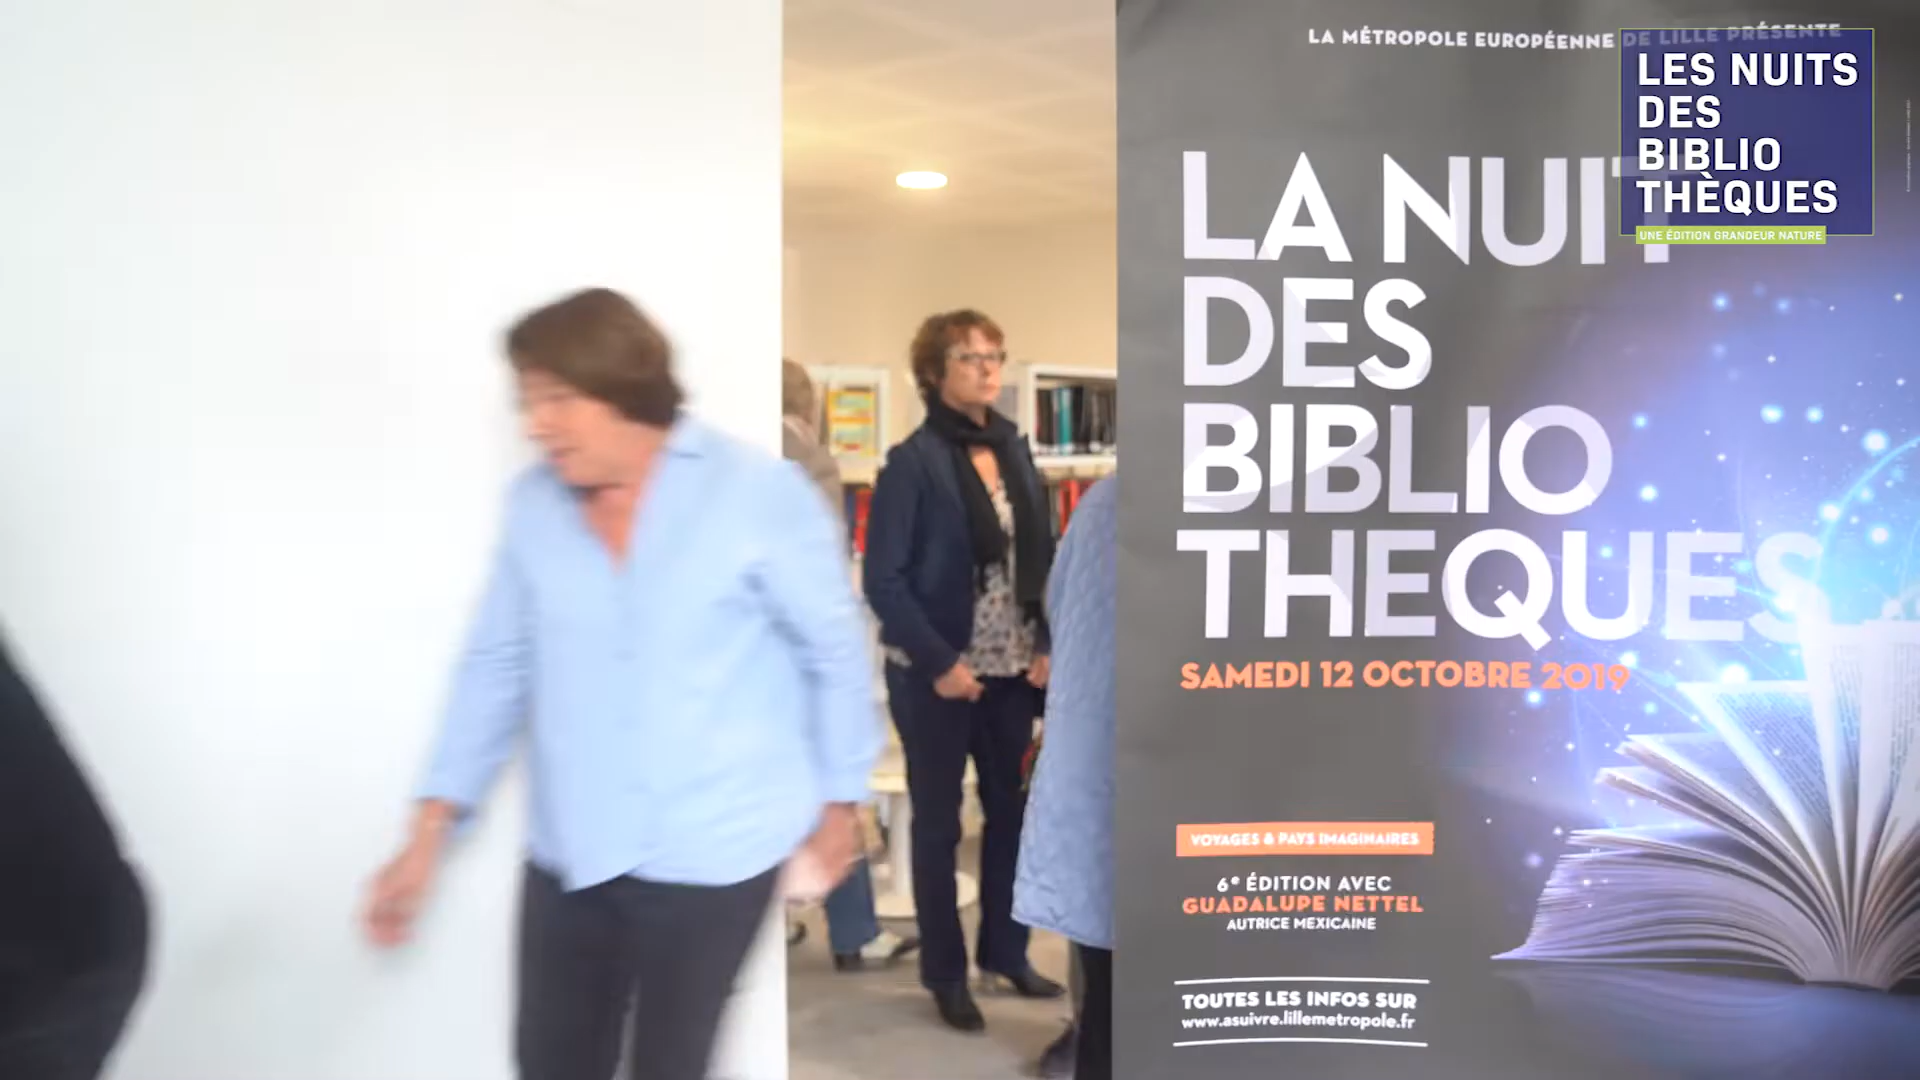 LA MÉTROPOLE EUROPÉENNE DE LILLE PRÉSENTE
LES NUITS
DES
BIBLIO
THÈQUES
UNE ÉDITION GRANDEUR NATURE
LA NUIT
DES
BIBLIO
THEQUES
SAMEDI 12 OCTOBRE 2019
VOYAGES & PAYS IMAGINAIRES
6e ÉDITION AVEC
GUADALUPE NETTEL
AUTRICE MEXICAINE
TOUTES LES INFOS SUR
www.asuivre.lillemetropole.fr